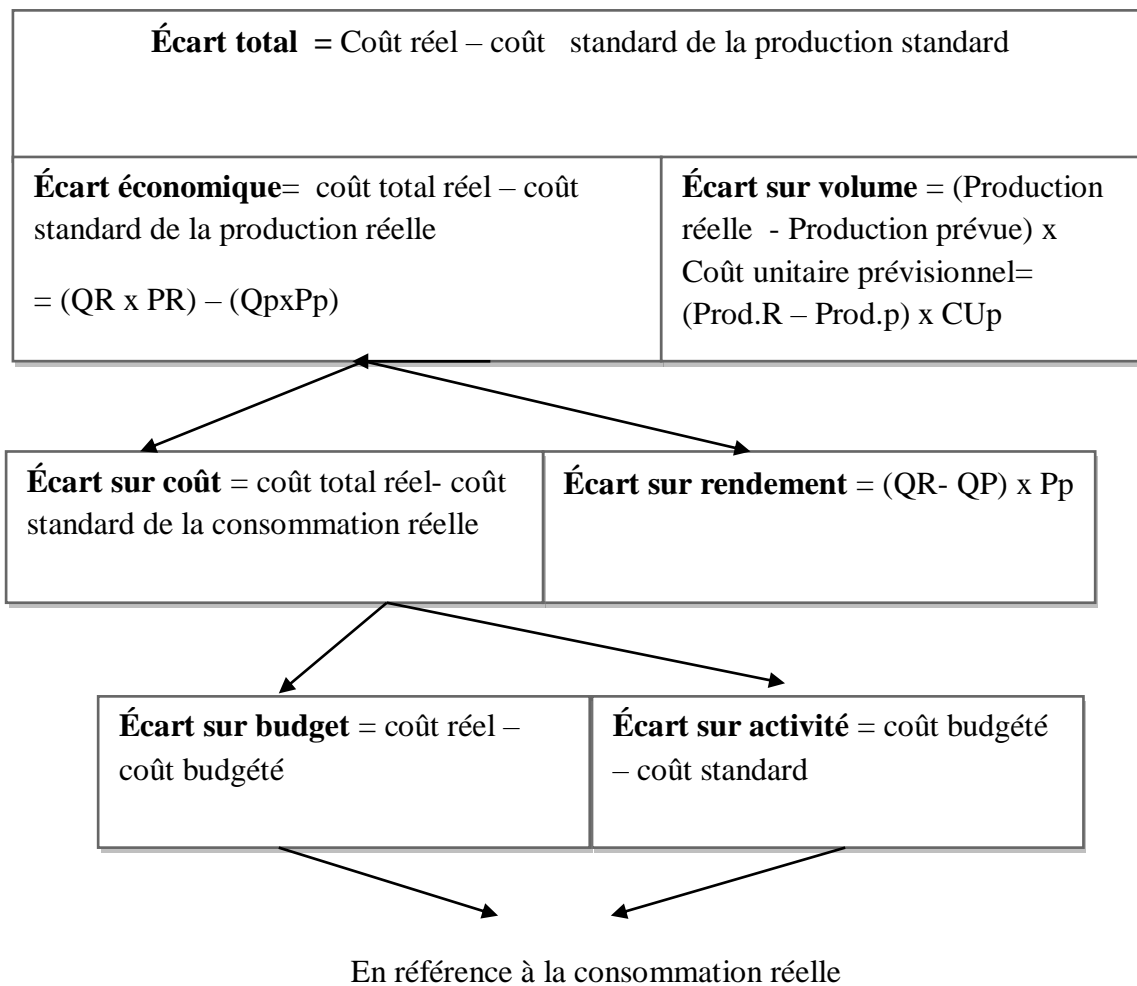 Écart total = Coût réel – coût standard de la production standard
Écart économique= coût total réel – coût
standard de la production réelle
= (QR x PR) – (QpxPp)
Écart sur volume = (Production
réelle - Production prévue) x
Coût unitaire prévisionnel=
(Prod.R – Prod.p) x CUp
Écart sur coût = coût total réel- coût
standard de la consommation réelle
Écart sur rendement = (QR- QP) x Pp
Écart sur budget = coût réel –
coût budgété
Écart sur activité = coût budgété
– coût standard
En référence à la consommation réelle